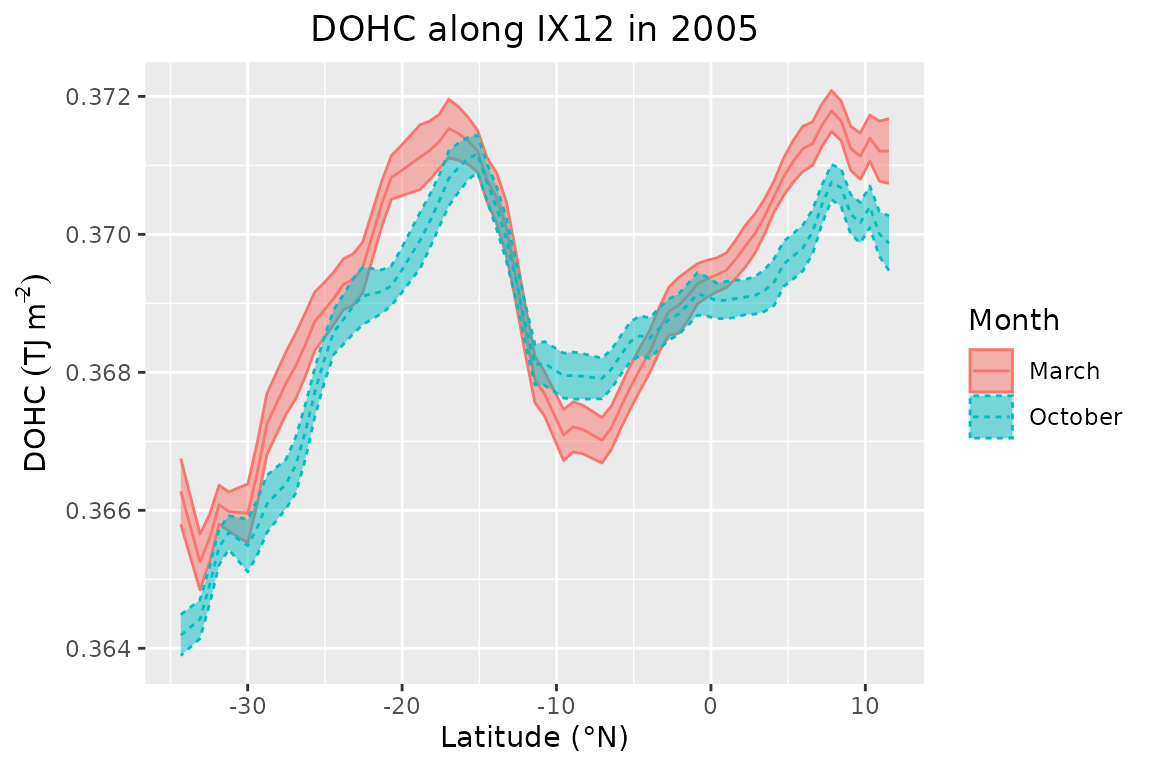 DOHC along IX12 in 2005
0.372
0.370
0.368
0.366
0.364
DOHC (TJ m⁻²)
-30
-20
-10
0
10
Latitude (°N)
Month
March
October